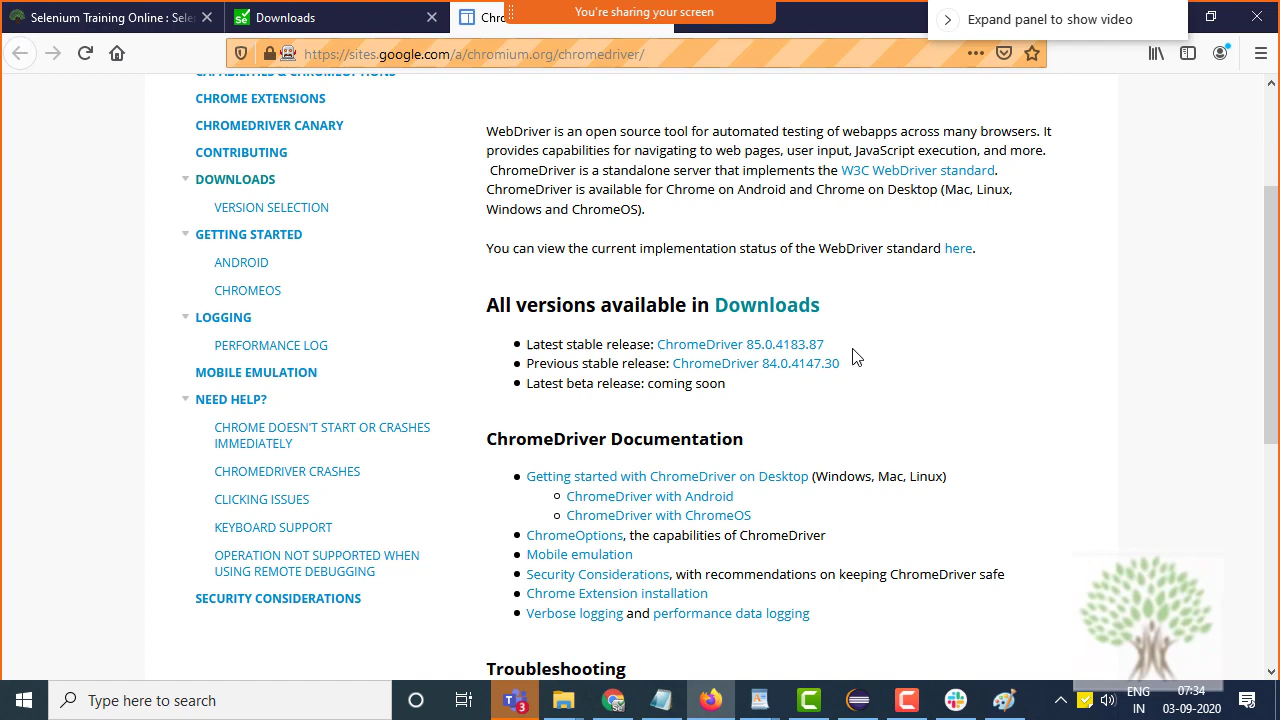 Selenium Training Online : Sele
Downloads
Chro
You're sharing your screen
Expand panel to show video
https://sites.google.com/a/chromium.org/chromedriver/
CAPABILITIES & CHROMEOPTIONS
CHROME EXTENSIONS
CHROMEDRIVER CANARY
CONTRIBUTING
DOWNLOADS
VERSION SELECTION
GETTING STARTED
ANDROID
CHROMEOS
LOGGING
PERFORMANCE LOG
MOBILE EMULATION
NEED HELP?
CHROME DOESN'T START OR CRASHES
IMMEDIATELY
CHROMEDRIVER CRASHES
CLICKING ISSUES
KEYBOARD SUPPORT
OPERATION NOT SUPPORTED WHEN
USING REMOTE DEBUGGING
SECURITY CONSIDERATIONS
WebDriver is an open source tool for automated testing of webapps across many browsers. It
provides capabilities for navigating to web pages, user input, JavaScript execution, and more.
ChromeDriver is a standalone server that implements the W3C WebDriver standard.
ChromeDriver is available for Chrome on Android and Chrome on Desktop (Mac, Linux,
Windows and ChromeOS).
You can view the current implementation status of the WebDriver standard here.
All versions available in Downloads
Latest stable release: ChromeDriver 85.0.4183.87
Previous stable release: ChromeDriver 84.0.4147.30
Latest beta release: coming soon
ChromeDriver Documentation
Getting started with ChromeDriver on Desktop (Windows, Mac, Linux)
ChromeDriver with Android
ChromeDriver with ChromeOS
ChromeOptions, the capabilities of ChromeDriver
Mobile emulation
Security Considerations, with recommendations on keeping ChromeDriver safe
Chrome Extension installation
Verbose logging and performance data logging
Troubleshooting
Type here to search
3
ENG
IN
07:34
03-09-2020